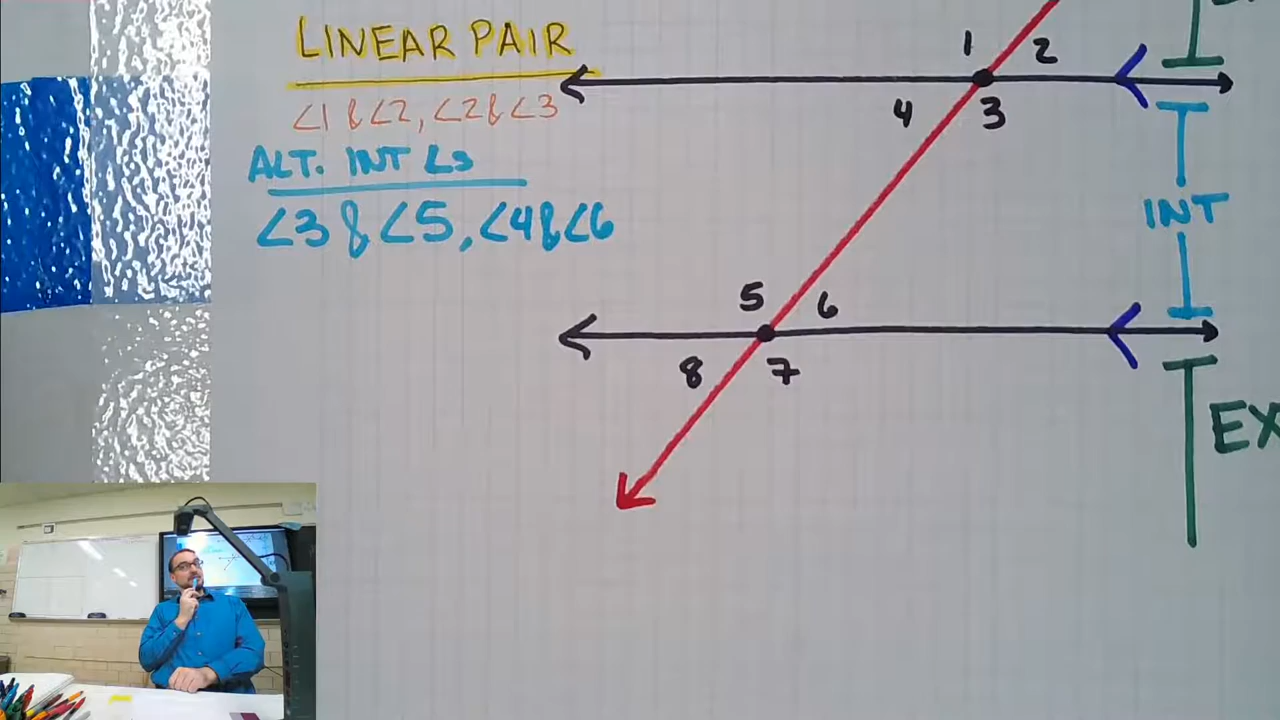 LINEAR PAIR
∠1 & ∠2, ∠2 & ∠3
ALT. INT ∠s
∠3 & ∠5, ∠4 & ∠6
1 2
4 3
INT
5 6
8 7
EX